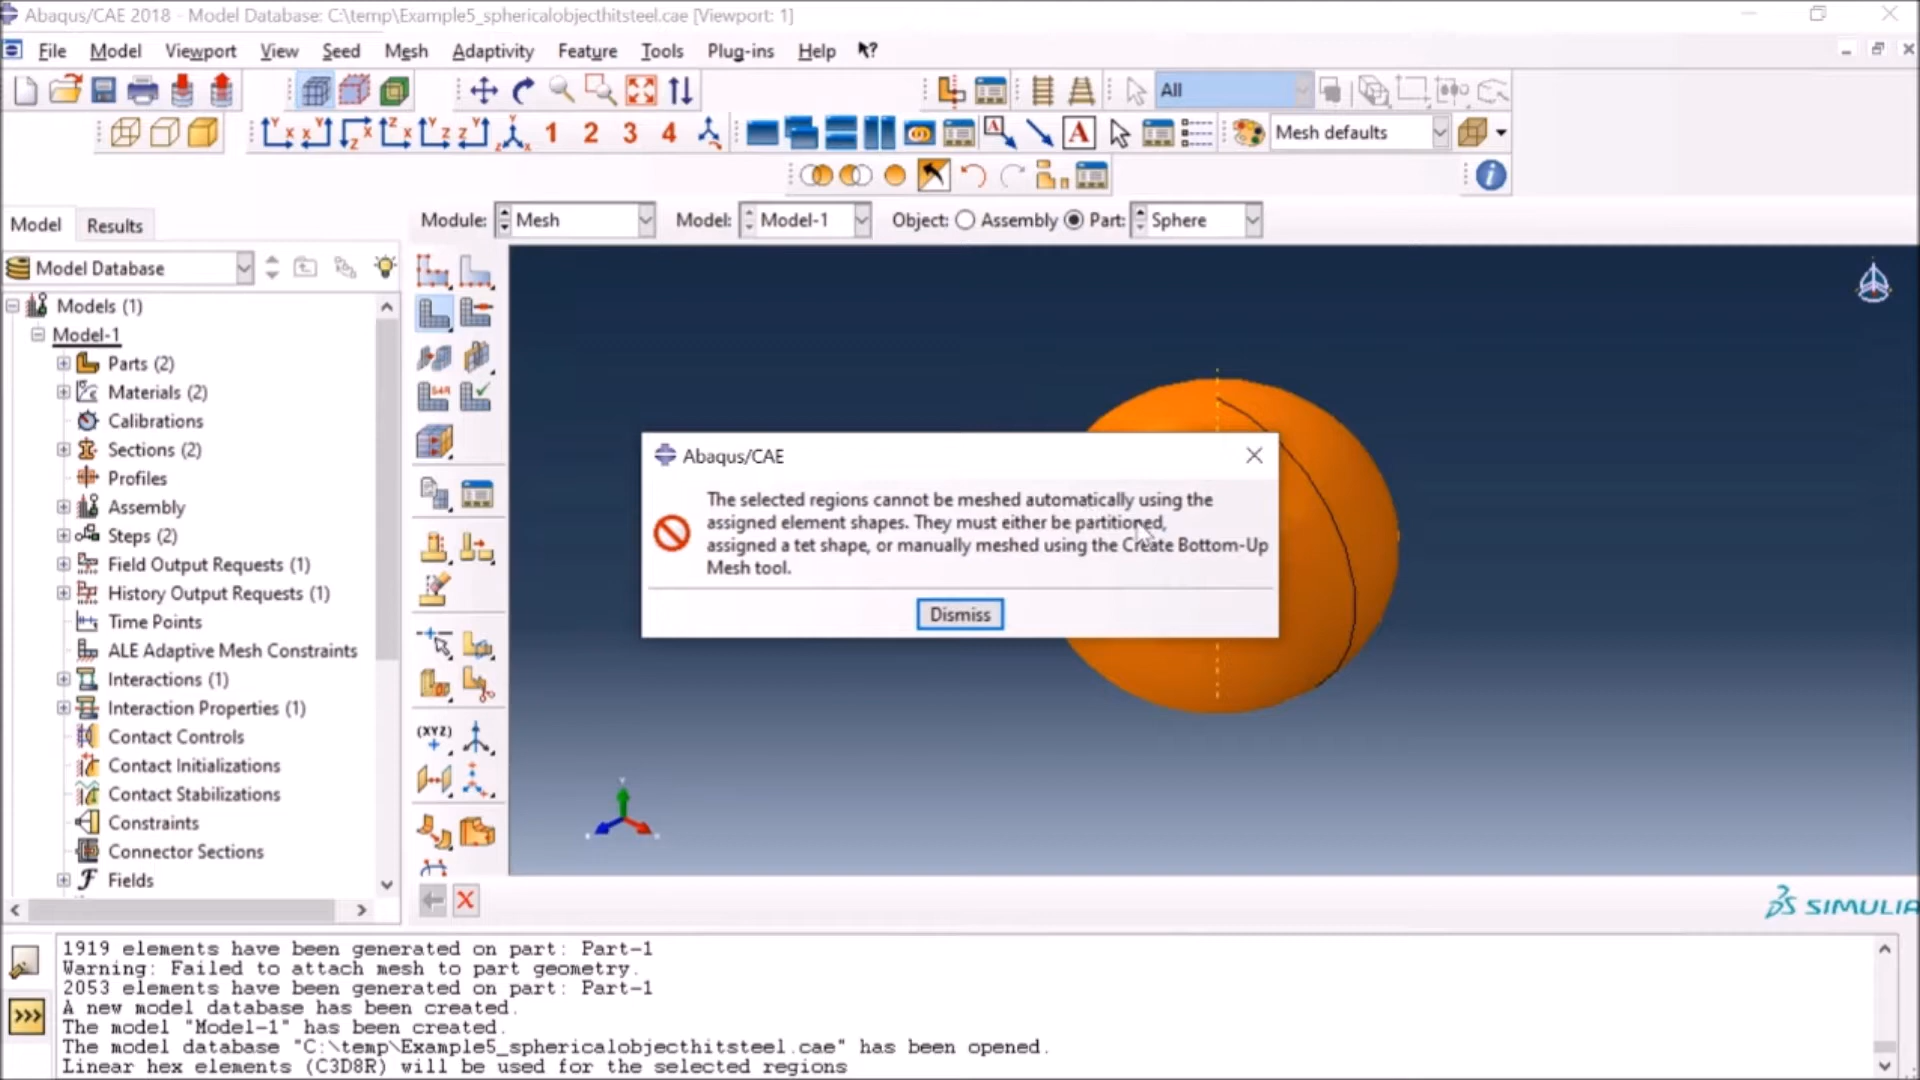 Abaqus/CAE 2018 - Model Database: C:\temp\Example5_sphericalobjecthitsteel.cae [Viewport: 1]
File Model Viewport View Seed Mesh Adaptivity Feature Tools Plug-ins Help
All
1 2 3 4 A Mesh defaults
Model Results
Module: Mesh Model: Model-1 Object: Assembly Part: Sphere
Model Database
Models (1)
Model-1
Parts (2)
Materials (2)
Calibrations
Sections (2)
Profiles
Assembly
Steps (2)
Field Output Requests (1)
History Output Requests (1)
Time Points
ALE Adaptive Mesh Constraints
Interactions (1)
Interaction Properties (1)
Contact Controls
Contact Initializations
Contact Stabilizations
Constraints
Connector Sections
Fields
(XYZ)
Abaqus/CAE
The selected regions cannot be meshed automatically using the
assigned element shapes. They must either be partitioned,
assigned a tet shape, or manually meshed using the Create Bottom-Up
Mesh tool.
Dismiss
SIMULIA
1919 elements have been generated on part: Part-1
Warning: Failed to attach mesh to part geometry.
2053 elements have been generated on part: Part-1
A new model database has been created.
The model "Model-1" has been created.
The model database "C:\temp\Example5_sphericalobjecthitsteel.cae" has been opened.
Linear hex elements (C3D8R) will be used for the selected regions